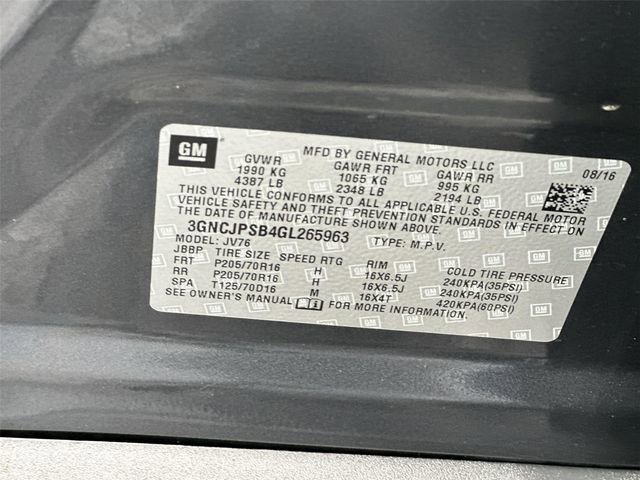 GM
MFD BY GENERAL MOTORS LLC 08/16
GVWR GAWR FRT GAWR RR
1990 KG 1065 KG 995 KG
4387 LB 2348 LB 2194 LB
THIS VEHICLE CONFORMS TO ALL APPLICABLE U.S. FEDERAL MOTOR
VEHICLE SAFETY AND THEFT PREVENTION STANDARDS IN EFFECT ON
THE DATE OF MANUFACTURE SHOWN ABOVE.
3GNCJPSB4GL265963 TYPE: M.P.V.
MODEL: JV76
JBBP TIRE SIZE SPEED RTG RIM COLD TIRE PRESSURE
FRT P205/70R16 H 16X6.5J 240KPA(35PSI)
RR P205/70R16 H 16X6.5J 240KPA(35PSI)
SPA T125/70D16 M 16X4T 420KPA(60PSI)
SEE OWNER'S MANUAL FOR MORE INFORMATION.